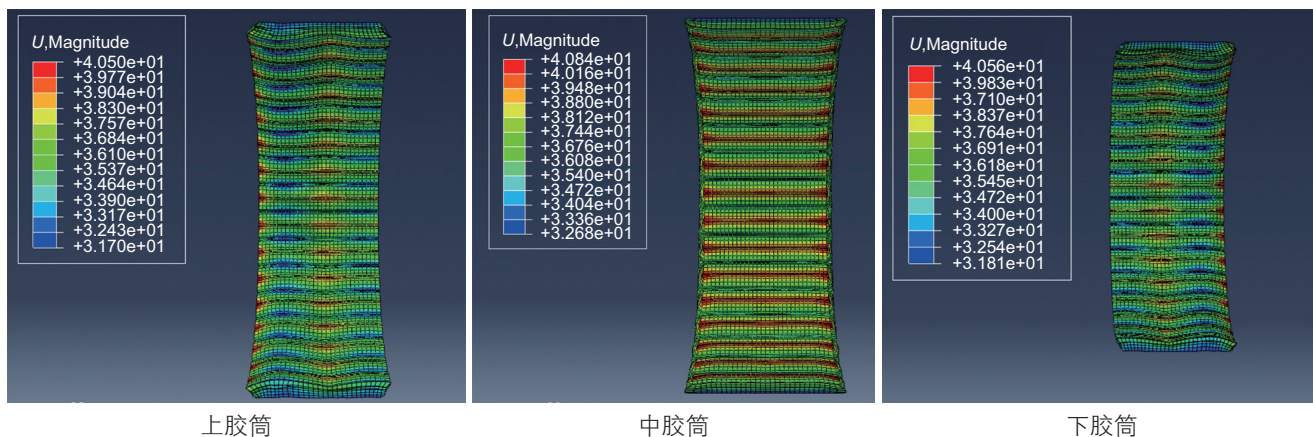 U,Magnitude
+4.050e+01
+3.977e+01
+3.904e+01
+3.830e+01
+3.757e+01
+3.684e+01
+3.610e+01
+3.537e+01
+3.464e+01
+3.390e+01
+3.317e+01
+3.243e+01
+3.170e+01
上胶筒
U,Magnitude
+4.084e+01
+4.016e+01
+3.948e+01
+3.880e+01
+3.812e+01
+3.744e+01
+3.676e+01
+3.608e+01
+3.540e+01
+3.472e+01
+3.404e+01
+3.336e+01
+3.268e+01
中胶筒
U,Magnitude
+4.056e+01
+3.983e+01
+3.710e+01
+3.837e+01
+3.764e+01
+3.691e+01
+3.618e+01
+3.545e+01
+3.472e+01
+3.400e+01
+3.327e+01
+3.254e+01
+3.181e+01
下胶筒